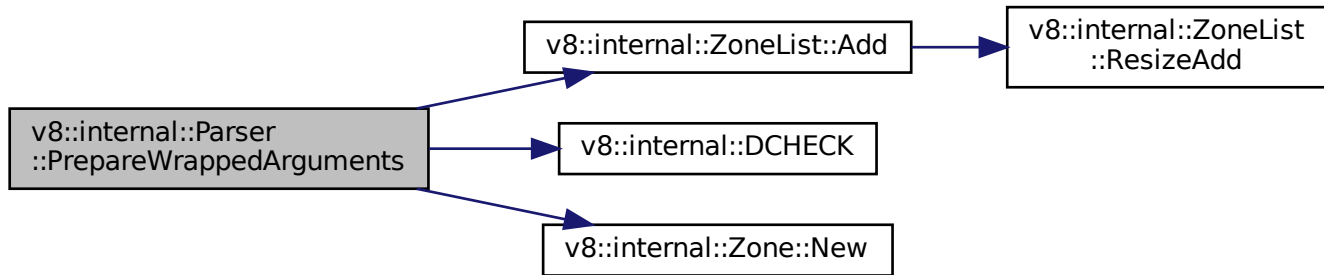 v8::internal::ZoneList::Add
v8::internal::ZoneList
::ResizeAdd
v8::internal::Parser
::PrepareWrappedArguments
v8::internal::DCHECK
v8::internal::Zone::New